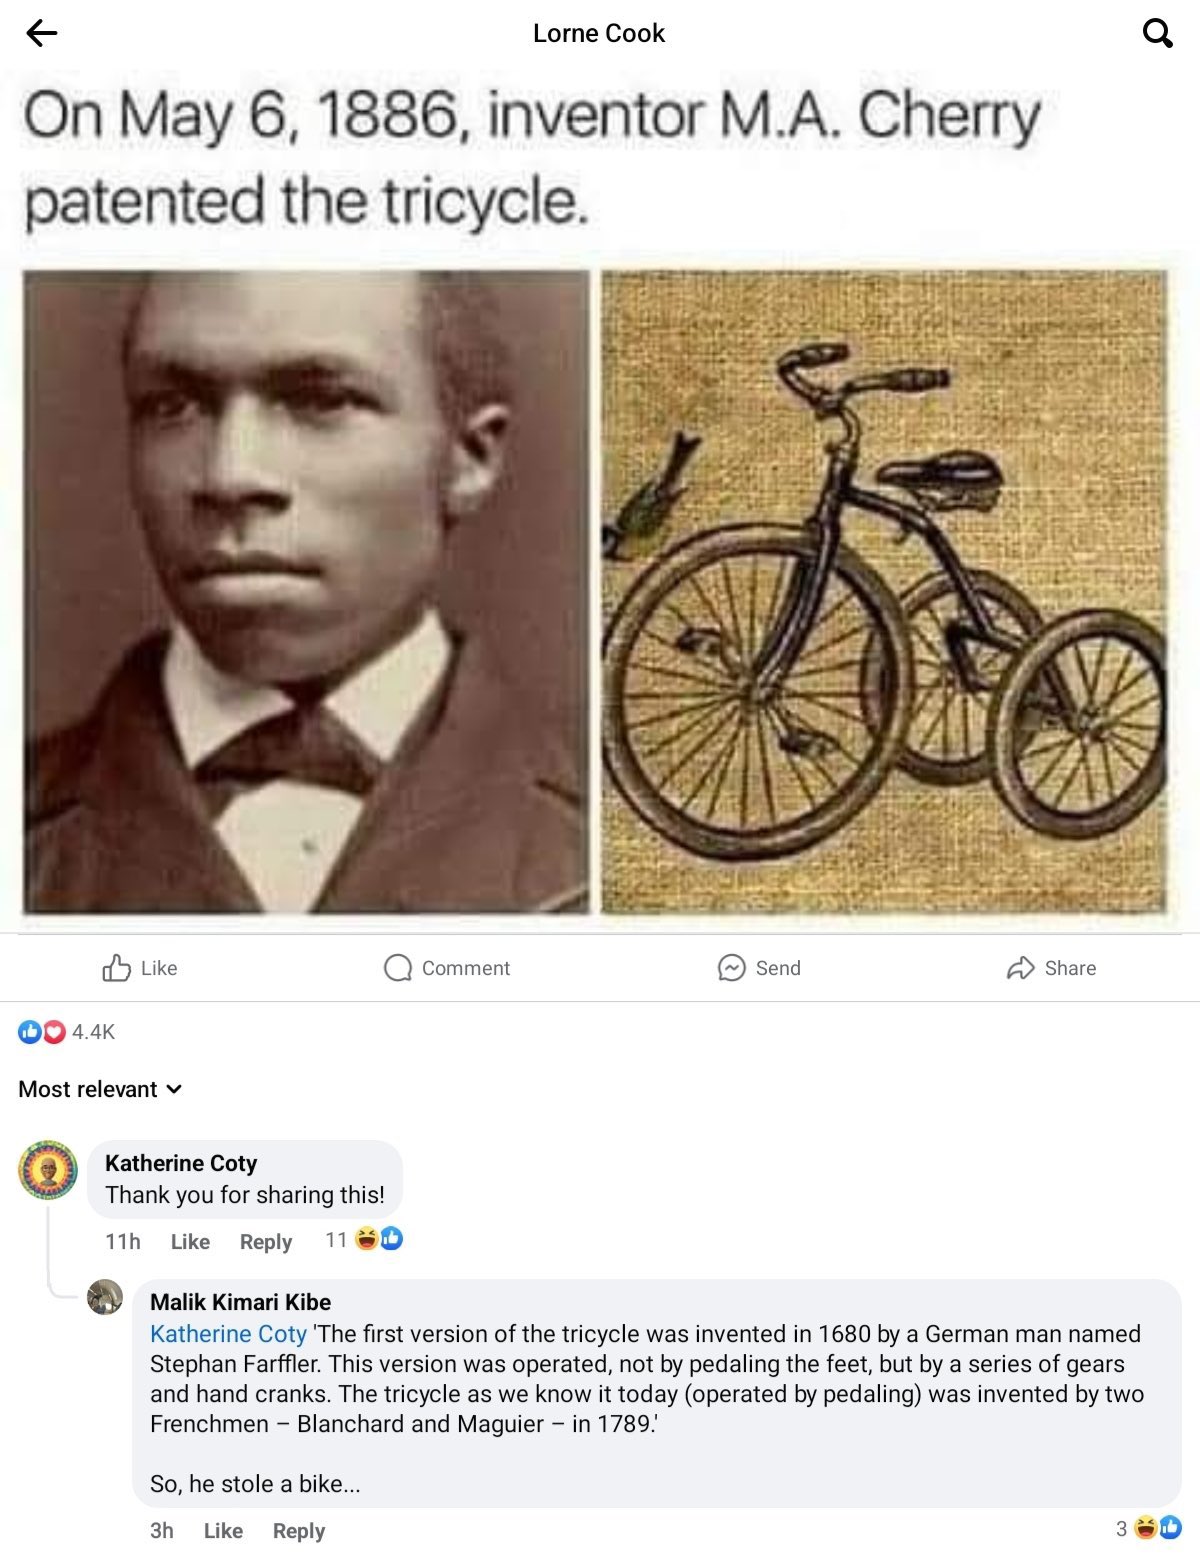 Lorne Cook
On May 6, 1886, inventor M.A. Cherry
patented the tricycle.
Like
Comment
Send
Share
4.4K
Most relevant
Katherine Coty
Thank you for sharing this!
11h Like Reply 11
Malik Kimari Kibe
Katherine Coty 'The first version of the tricycle was invented in 1680 by a German man named
Stephan Farffler. This version was operated, not by pedaling the feet, but by a series of gears
and hand cranks. The tricycle as we know it today (operated by pedaling) was invented by two
Frenchmen – Blanchard and Maguier – in 1789.'
So, he stole a bike...
3h Like Reply 3